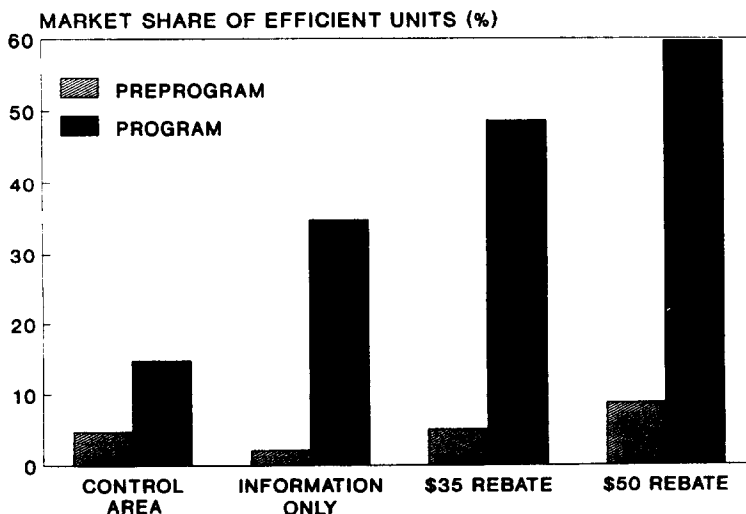 MARKET SHARE OF EFFICIENT UNITS (%)
60
PREPROGRAM
50
PROGRAM
40
30
20
10
0
CONTROL AREA
INFORMATION ONLY
$35 REBATE
$50 REBATE